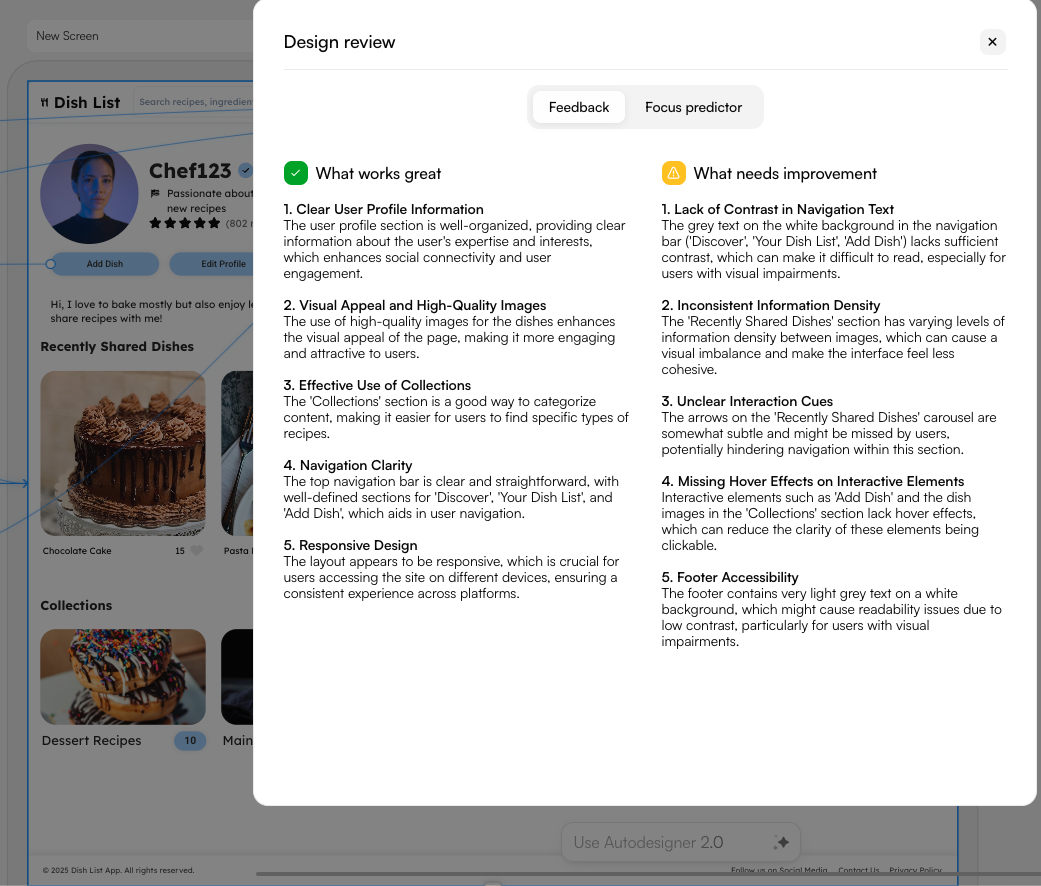 New Screen
Dish List
Search recipes, ingredien
Chef123
Passionate about
new recipes
(802
Add Dish
Edit Profile
Hi, I love to bake mostly but also enjoy
share recipes with me!
Recently Shared Dishes
Chocolate Cake
15
Pasta
Collections
Dessert Recipes
10
Main
Design review
Feedback
Focus predictor
What works great
1. Clear User Profile Information
The user profile section is well-organized, providing clear
information about the user's expertise and interests,
which enhances social connectivity and user
engagement.
2. Visual Appeal and High-Quality Images
The use of high-quality images for the dishes enhances
the visual appeal of the page, making it more engaging
and attractive to users.
3. Effective Use of Collections
The 'Collections' section is a good way to categorize
content, making it easier for users to find specific types of
recipes.
4. Navigation Clarity
The top navigation bar is clear and straightforward, with
well-defined sections for 'Discover', 'Your Dish List', and
'Add Dish', which aids in user navigation.
5. Responsive Design
The layout appears to be responsive, which is crucial for
users accessing the site on different devices, ensuring a
consistent experience across platforms.
What needs improvement
1. Lack of Contrast in Navigation Text
The grey text on the white background in the navigation
bar ('Discover', 'Your Dish List', 'Add Dish') lacks sufficient
contrast, which can make it difficult to read, especially for
users with visual impairments.
2. Inconsistent Information Density
The 'Recently Shared Dishes' section has varying levels of
information density between images, which can cause a
visual imbalance and make the interface feel less
cohesive.
3. Unclear Interaction Cues
The arrows on the 'Recently Shared Dishes' carousel are
somewhat subtle and might be missed by users,
potentially hindering navigation within this section.
4. Missing Hover Effects on Interactive Elements
Interactive elements such as 'Add Dish' and the dish
images in the 'Collections' section lack hover effects,
which can reduce the clarity of these elements being
clickable.
5. Footer Accessibility
The footer contains very light grey text on a white
background, which might cause readability issues due to
low contrast, particularly for users with visual
impairments.
Use Autodesigner 2.0
© 2025 Dish List App. All rights reserved.
Follow us on Social Media
Contact Us
Privacy Policy